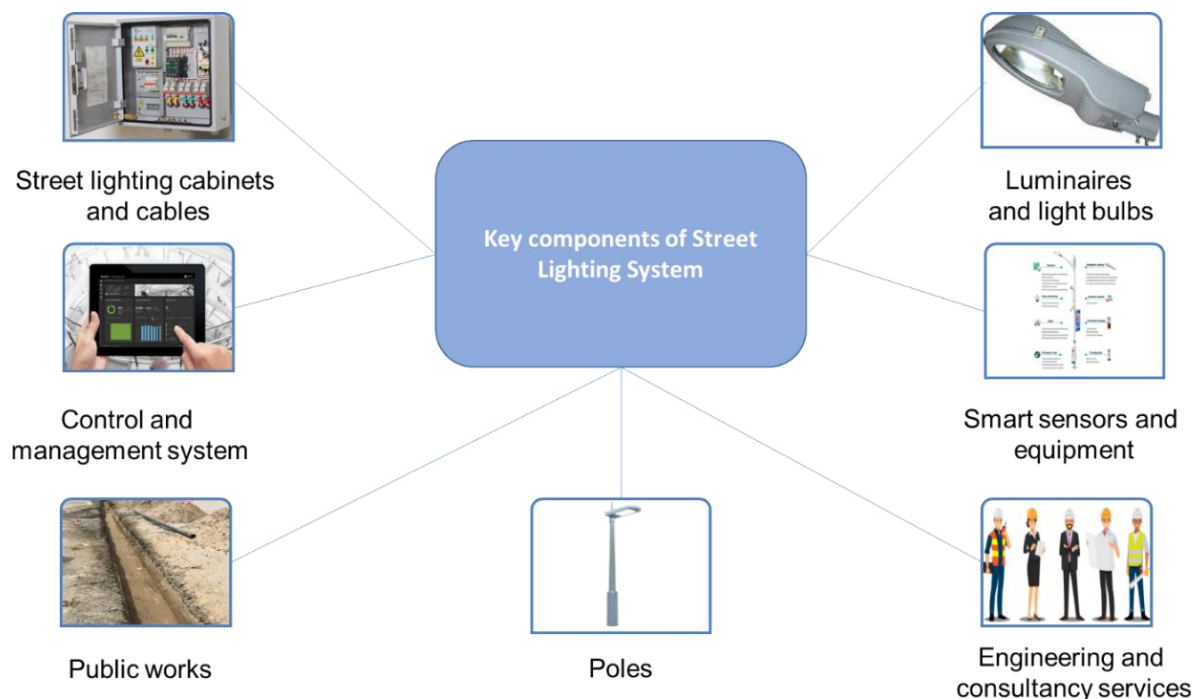 Key components of Street
Lighting System
Street lighting cabinets
and cables
Luminaires
and light bulbs
Control and
management system
Smart sensors and
equipment
Public works
Poles
Engineering and
consultancy services